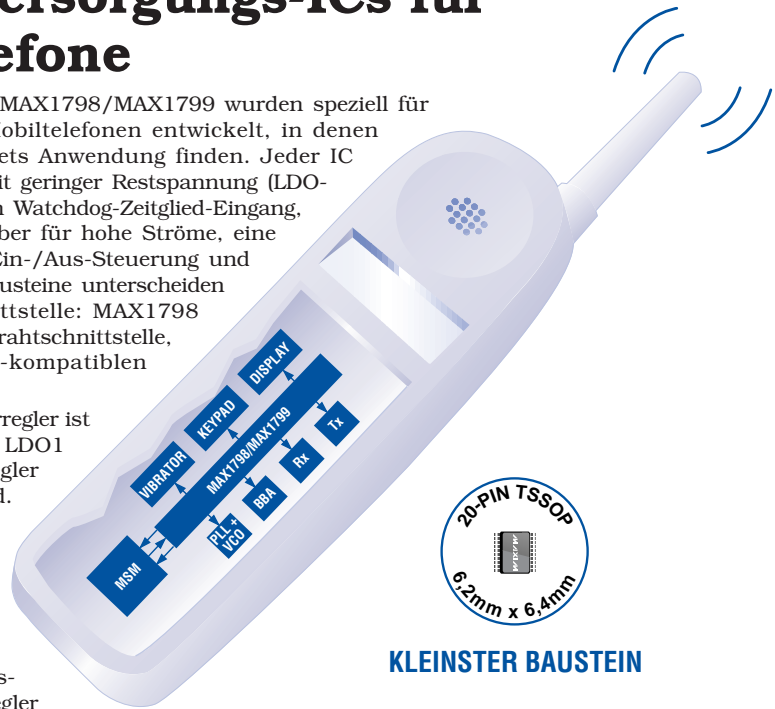 ersorgungs-ICs für
efone
MAX1798/MAX1799 wurden speziell für
obiltelefonen entwickelt, in denen
ets Anwendung finden. Jeder IC
it geringer Restspannung (LDO-
n Watchdog-Zeitglied-Eingang,
ber für hohe Ströme, eine
Ein-/Aus-Steuerung und
usteine unterscheiden
ttstelle: MAX1798
rahtschnittstelle,
-kompatiblen
rregler ist
LDO1
gler
d.
s-
egler
DISPLAY
KEYPAD
VIBRATOR
MAX1798/MAX1799
Tx
Rx
BBA
PLL +
VCO
MSM
20-PIN TSSOP
MAXIM
6,2mm x 6,4mm
KLEINSTER BAUSTEIN